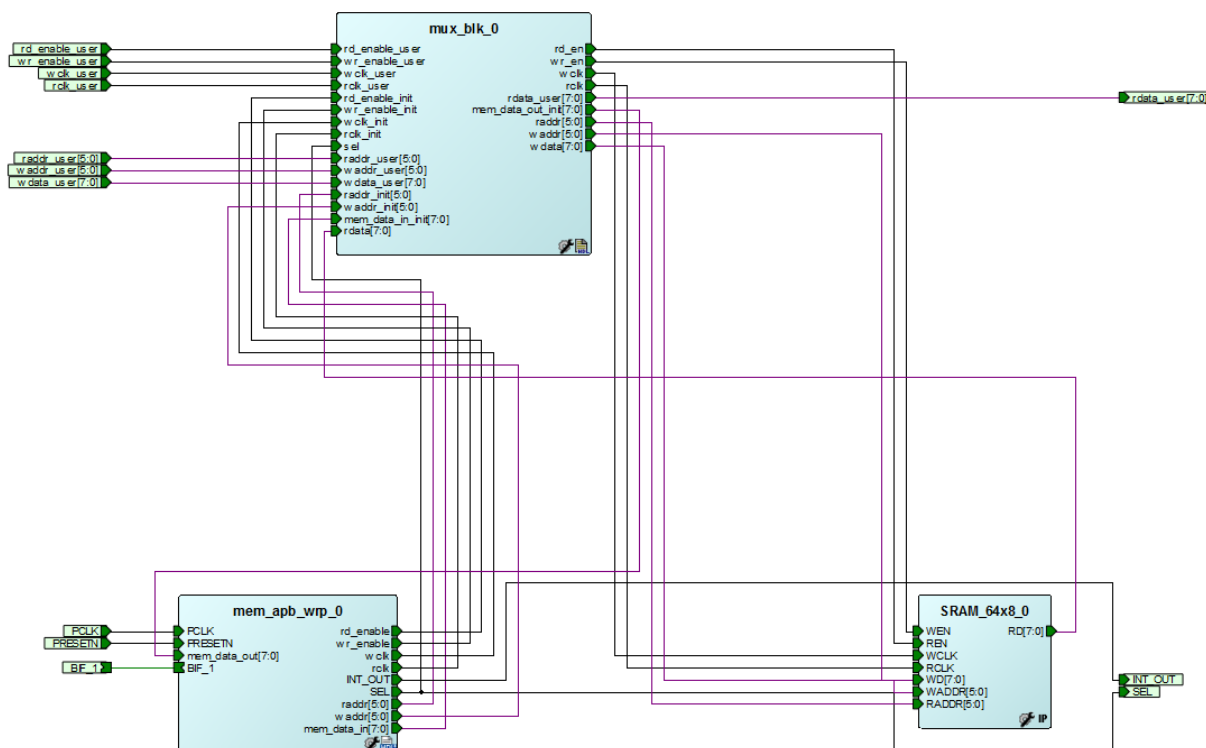 mux_blk_0
rd_enable_user
wr_enable_user
wclk_user
rclk_user
raddr_user[5:0]
waddr_user[5:0]
wdata_user[7:0]
rd_enable_user
wr_enable_user
wclk_user
rclk_user
rd_enable_init
wr_enable_init
wclk_init
rclk_init
sel
raddr_user[5:0]
waddr_user[5:0]
wdata_user[7:0]
raddr_init[5:0]
waddr_init[5:0]
mem_data_in_init[7:0]
rdata[7:0]
rd_en
wr_en
wclk
rclk
rdata_user[7:0]
mem_data_out_init[7:0]
raddr[5:0]
waddr[5:0]
wdata[7:0]
rdata_user[7:0]
mem_apb_wrp_0
PCLK
PRESETN
BIF_1
PCLK
PRESETN
mem_data_out[7:0]
BIF_1
rd_enable
wr_enable
wclk
rclk
INT_OUT
SEL
raddr[5:0]
waddr[5:0]
mem_data_in[7:0]
SRAM_64x8_0
WEN
REN
WCLK
RCLK
WD[7:0]
WADDR[5:0]
RADDR[5:0]
RD[7:0]
IP
INT_OUT
SEL